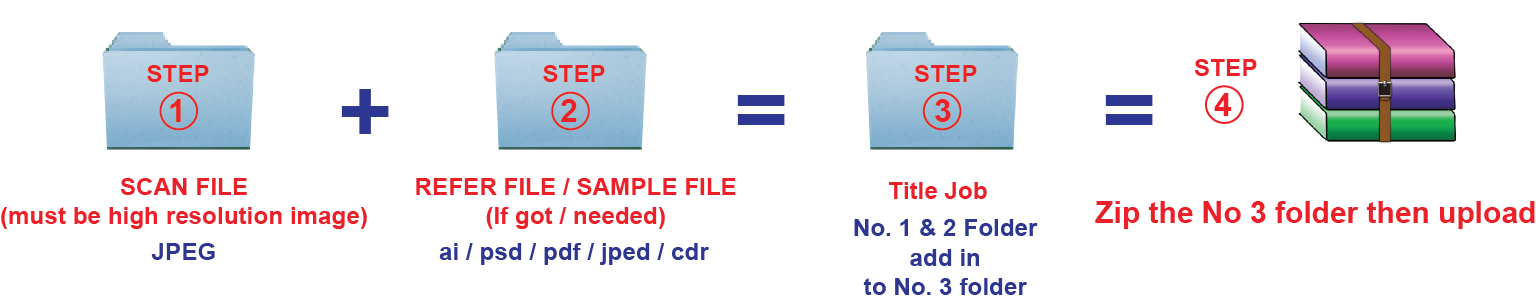 STEP
1
SCAN FILE
(must be high resolution image)
JPEG
+
STEP
2
REFER FILE / SAMPLE FILE
(If got / needed)
ai / psd / pdf / jped / cdr
=
STEP
3
Title Job
No. 1 & 2 Folder
add in
to No. 3 folder
=
STEP
4
Zip the No 3 folder then upload